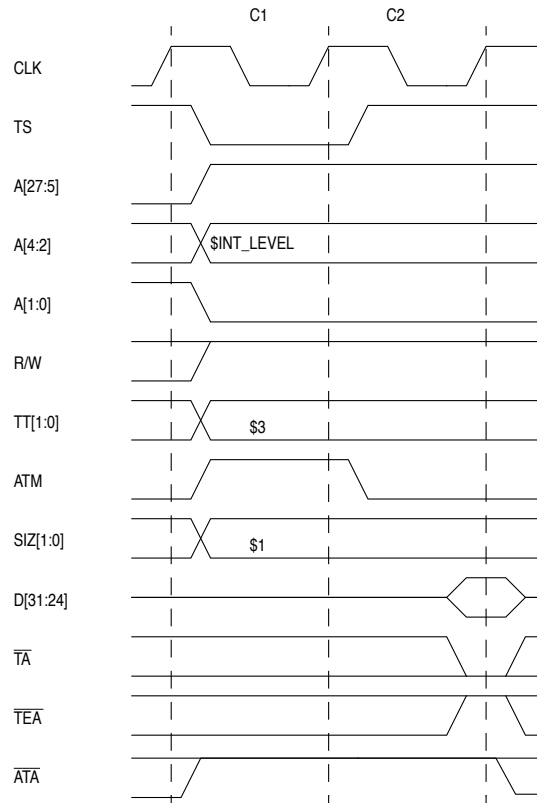 C1 C2
CLK
TS
A[27:5]
A[4:2] $INT_LEVEL
A[1:0]
R/W
TT[1:0] $3
ATM
SIZ[1:0] $1
D[31:24]
TA
TEA
ATA